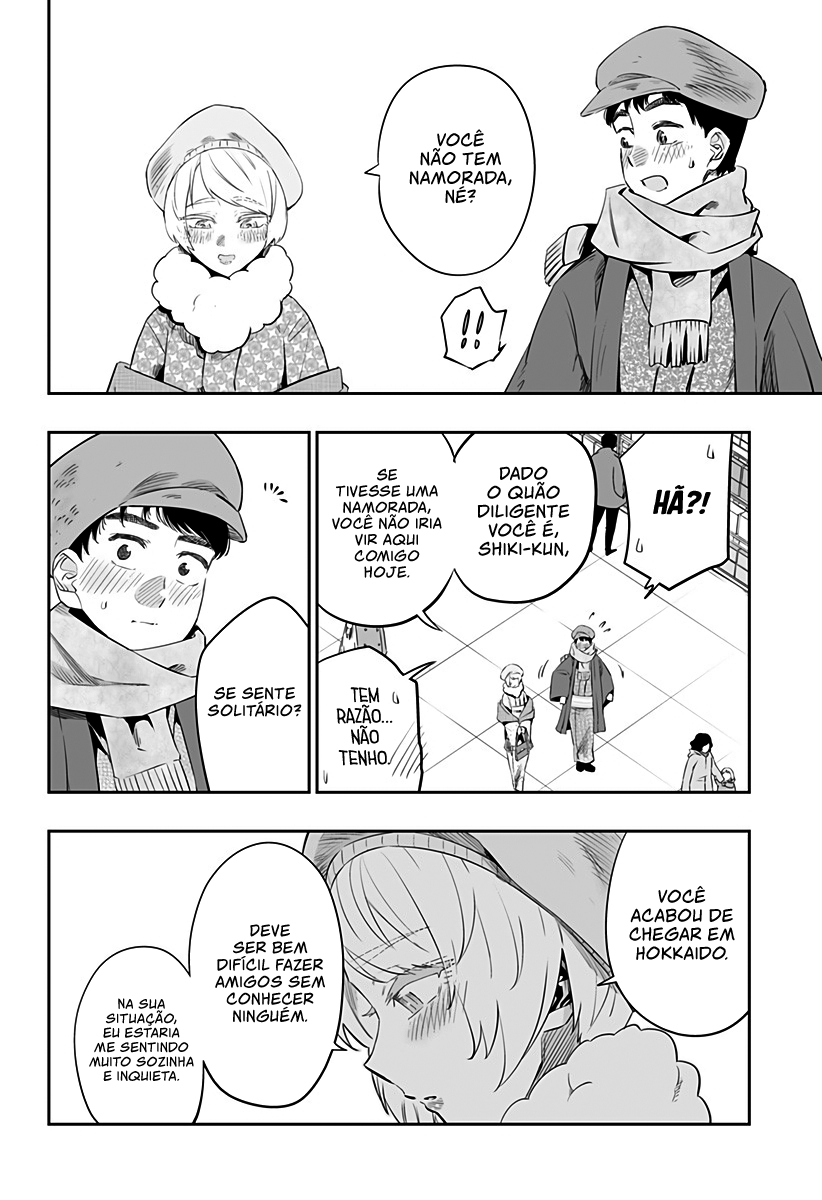 VOCÊ
NÃO TEM
NAMORADA,
NÉ?
!!
HÃ?!
DADO
O QUÃO
DILIGENTE
VOCÊ É,
SHIKI-KUN,
SE
TIVESSE UMA
NAMORADA,
VOCÊ NÃO IRIA
VIR AQUI
COMIGO
HOJE.
TEM
RAZÃO...
NÃO
TENHO.
SE SENTE
SOLITÁRIO?
VOCÊ
ACABOU DE
CHEGAR EM
HOKKAIDO.
DEVE
SER BEM
DIFÍCIL FAZER
AMIGOS SEM
CONHECER
NINGUÉM.
NA SUA
SITUAÇÃO,
EU ESTARIA
ME SENTINDO
MUITO SOZINHA
E INQUIETA.